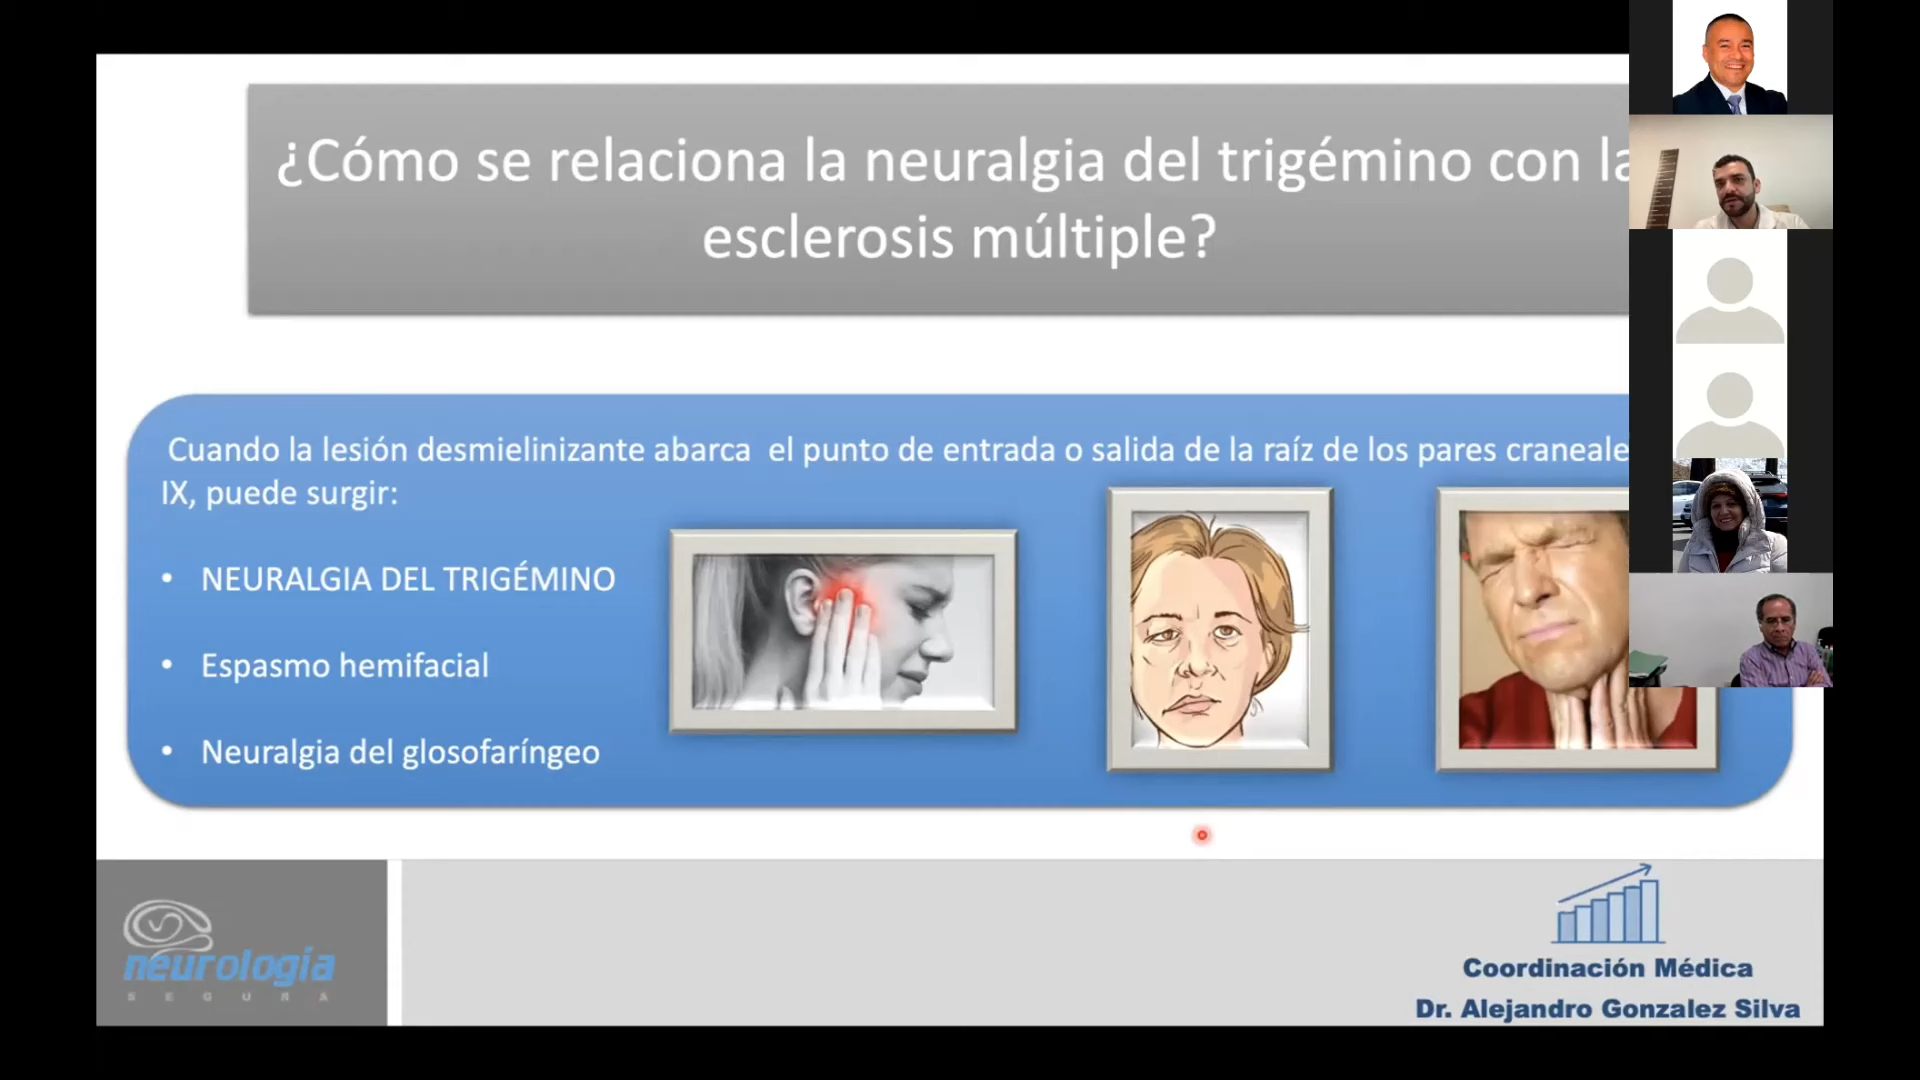 ¿Cómo se relaciona la neuralgia del trigémino con la
esclerosis múltiple?
Cuando la lesión desmielinizante abarca el punto de entrada o salida de la raíz de los pares craneale
IX, puede surgir:
• NEURALGIA DEL TRIGÉMINO
• Espasmo hemifacial
• Neuralgia del glosofaríngeo
neurología
SEGURA
Coordinación Médica
Dr. Alejandro Gonzalez Silva